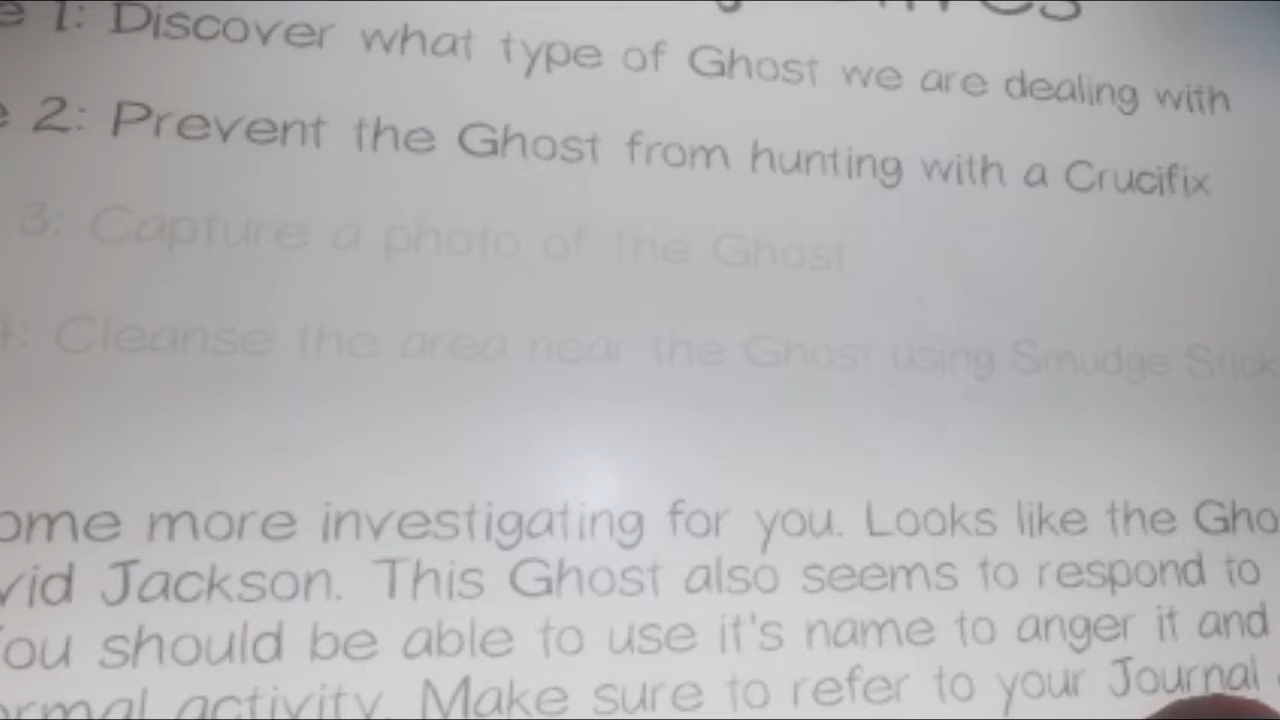 1: Discover what type of Ghost we are dealing with
2: Prevent the Ghost from hunting with a Crucifix
3: Capture a photo of the Ghost
4: Cleanse the area near the Ghost using Smudge Stick
ome more investigating for you. Looks like the Gho
vid Jackson. This Ghost also seems to respond to
You should be able to use it's name to anger it and
ormal activity. Make sure to refer to your Journal